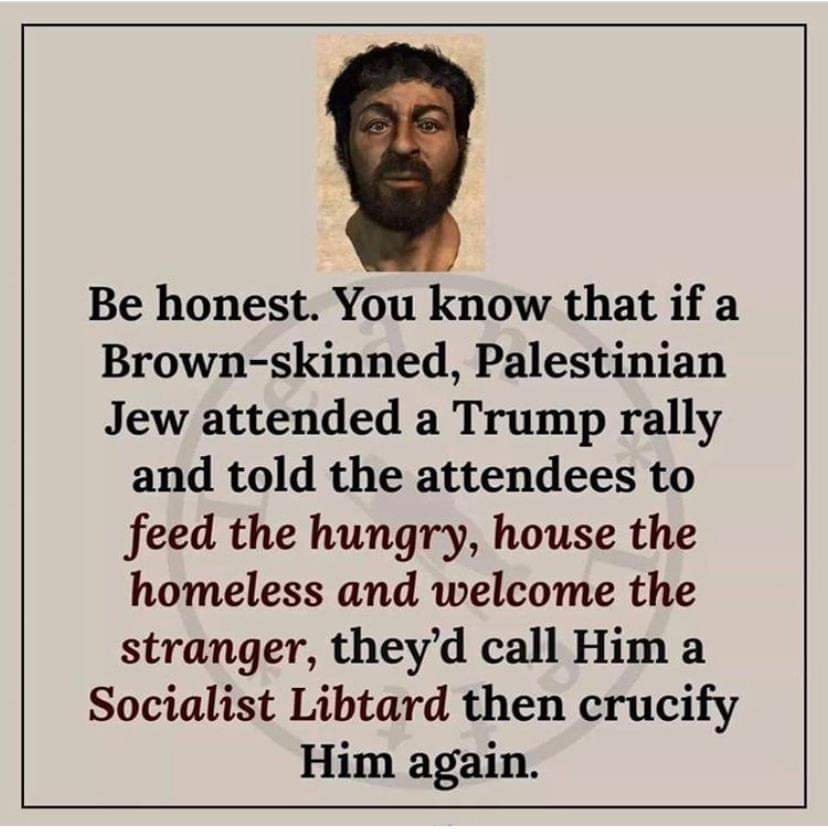 Be honest. You know that if a
Brown-skinned, Palestinian
Jew attended a Trump rally
and told the attendees to
feed the hungry, house the
homeless and welcome the
stranger, they’d call Him a
Socialist Libtard then crucify
Him again.